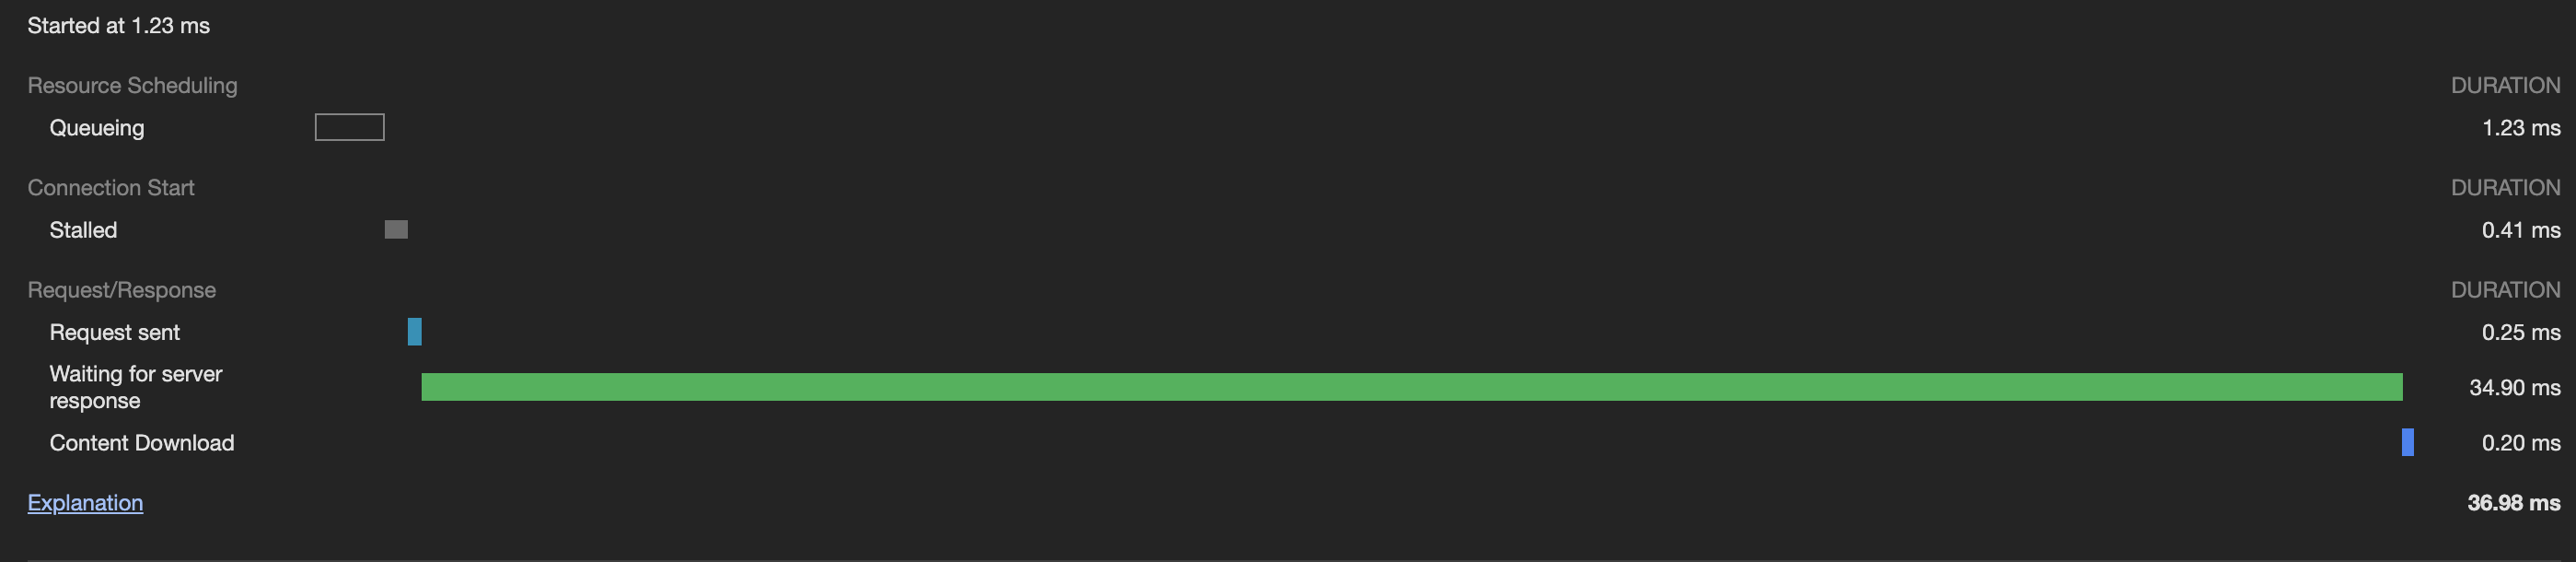 Started at 1.23 ms
Resource Scheduling DURATION
Queueing 1.23 ms
Connection Start DURATION
Stalled 0.41 ms
Request/Response DURATION
Request sent 0.25 ms
Waiting for server
response 34.90 ms
Content Download 0.20 ms
Explanation 36.98 ms